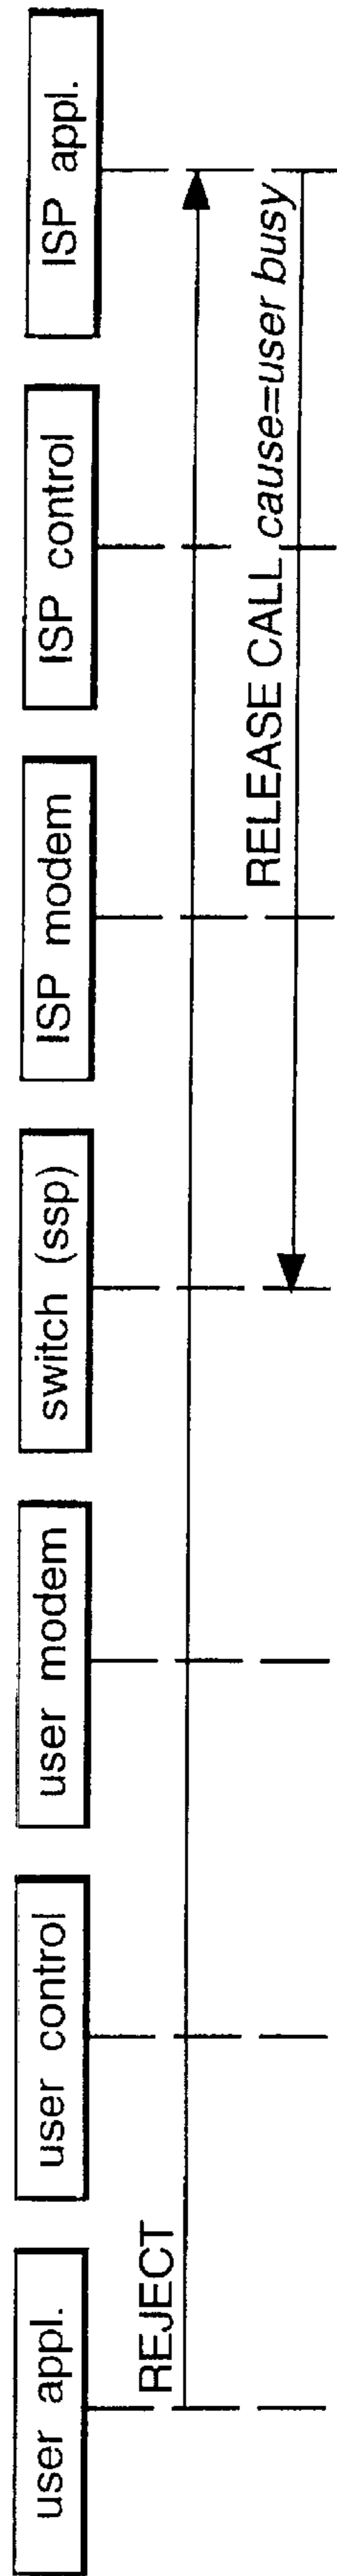 user appl.
user control
user modem
switch (ssp)
ISP modem
ISP control
ISP appl.
REJECT
RELEASE CALL cause=user busy